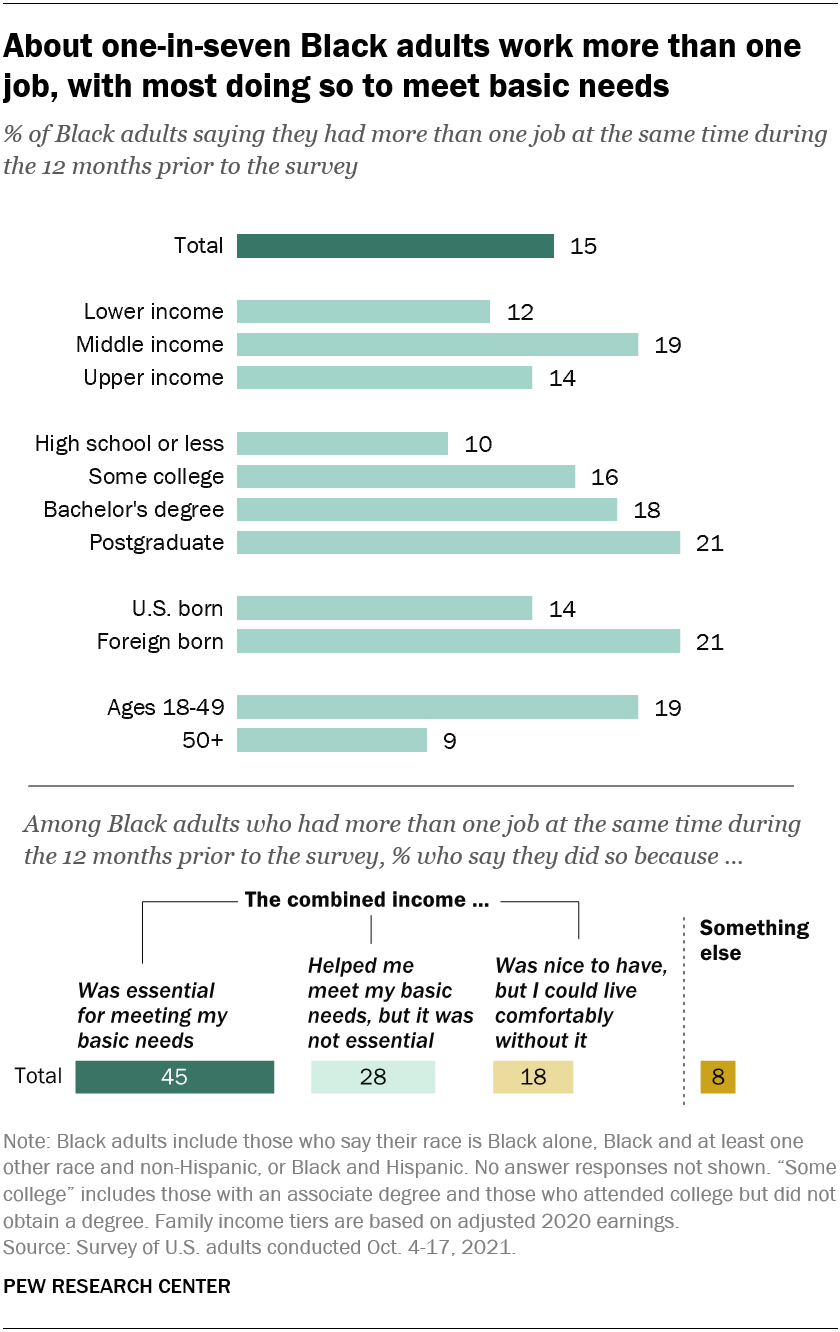 About one-in-seven Black adults work more than one
job, with most doing so to meet basic needs
% of Black adults saying they had more than one job at the same time during
the 12 months prior to the survey
Total 15
Lower income 12
Middle income 19
Upper income 14
High school or less 10
Some college 16
Bachelor's degree 18
Postgraduate 21
U.S. born 14
Foreign born 21
Ages 18-49 19
50+ 9
Among Black adults who had more than one job at the same time during
the 12 months prior to the survey, % who say they did so because ...
The combined income ...
Was essential
for meeting my
basic needs
Helped me
meet my basic
needs, but it was
not essential
Was nice to have,
but I could live
comfortably
without it
Something
else
Total 45 28 18 8
Note: Black adults include those who say their race is Black alone, Black and at least one
other race and non-Hispanic, or Black and Hispanic. No answer responses not shown. “Some
college” includes those with an associate degree and those who attended college but did not
obtain a degree. Family income tiers are based on adjusted 2020 earnings.
Source: Survey of U.S. adults conducted Oct. 4-17, 2021.
PEW RESEARCH CENTER